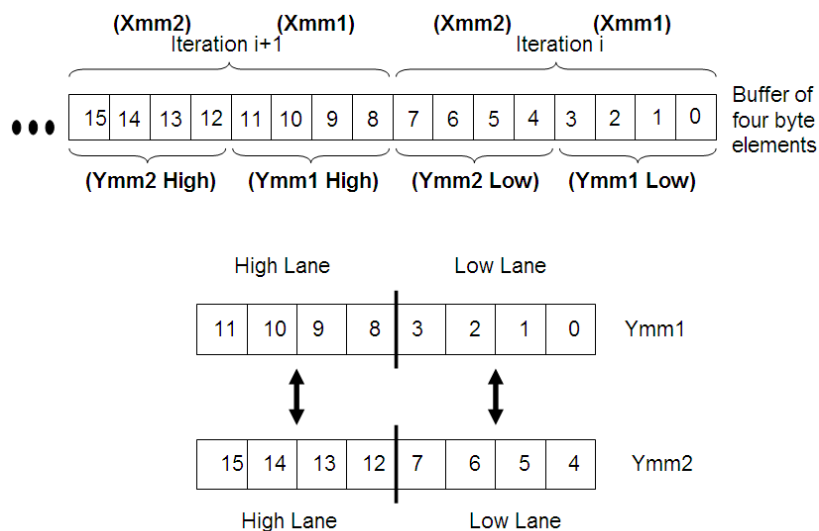 (Xmm2) (Xmm1) (Xmm2) (Xmm1)
Iteration i+1 Iteration i
15 14 13 12 11 10 9 8 7 6 5 4 3 2 1 0
Buffer of
four byte
elements
(Ymm2 High) (Ymm1 High) (Ymm2 Low) (Ymm1 Low)
High Lane Low Lane
11 10 9 8 3 2 1 0 Ymm1
15 14 13 12 7 6 5 4 Ymm2
High Lane Low Lane